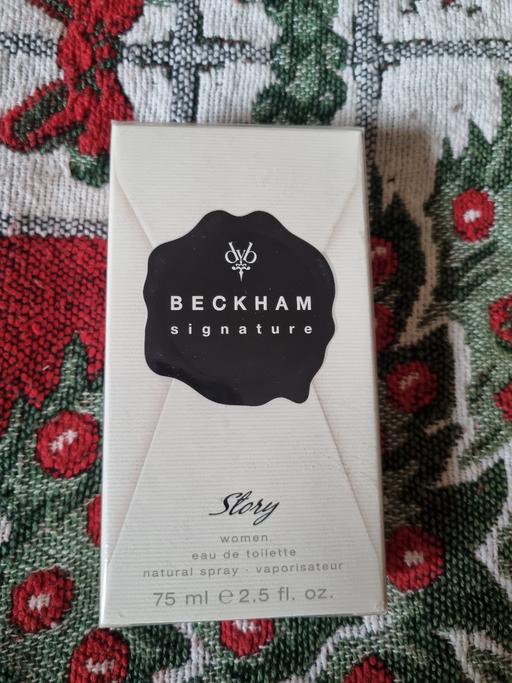 BECKHAM
signature
Story
women
eau de toilette
natural spray · vaporisateur
75 ml ℮ 2.5 fl. oz.